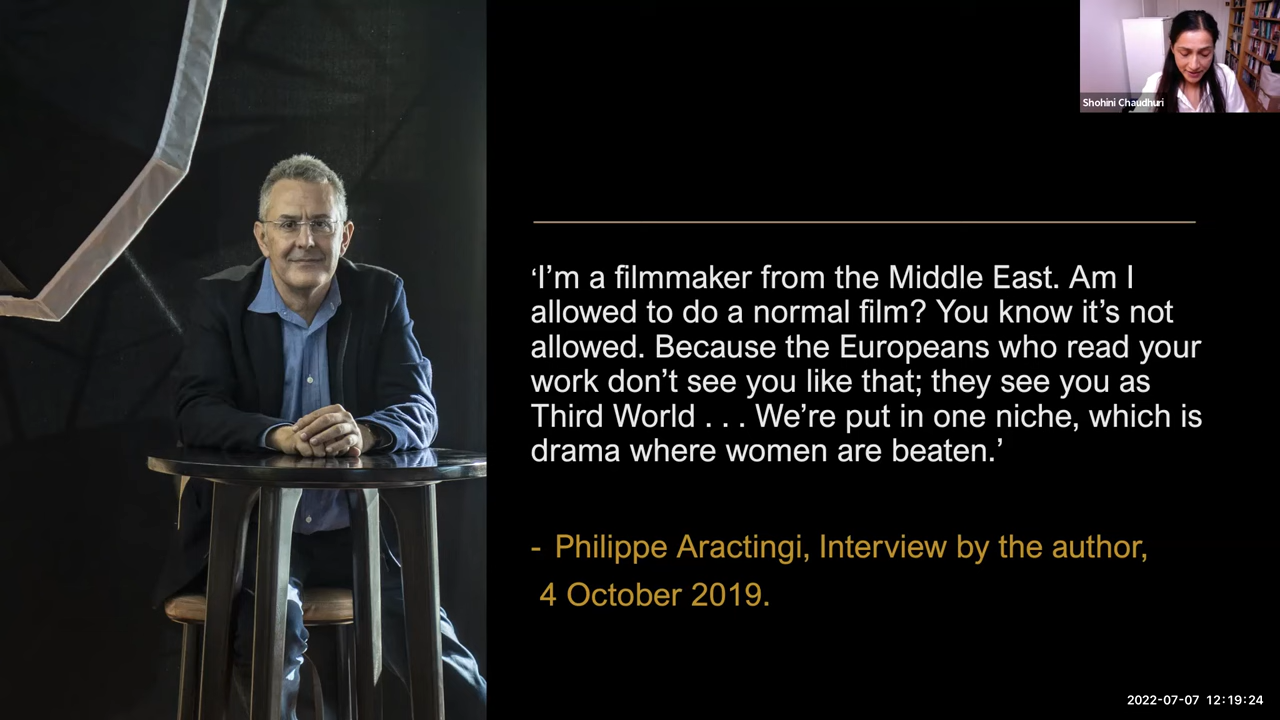 Shohini Chaudhuri
‘I’m a filmmaker from the Middle East. Am I
allowed to do a normal film? You know it’s not
allowed. Because the Europeans who read your
work don’t see you like that; they see you as
Third World . . . We’re put in one niche, which is
drama where women are beaten.’
- Philippe Aractingi, Interview by the author,
4 October 2019.
2022-07-07 12:19:24